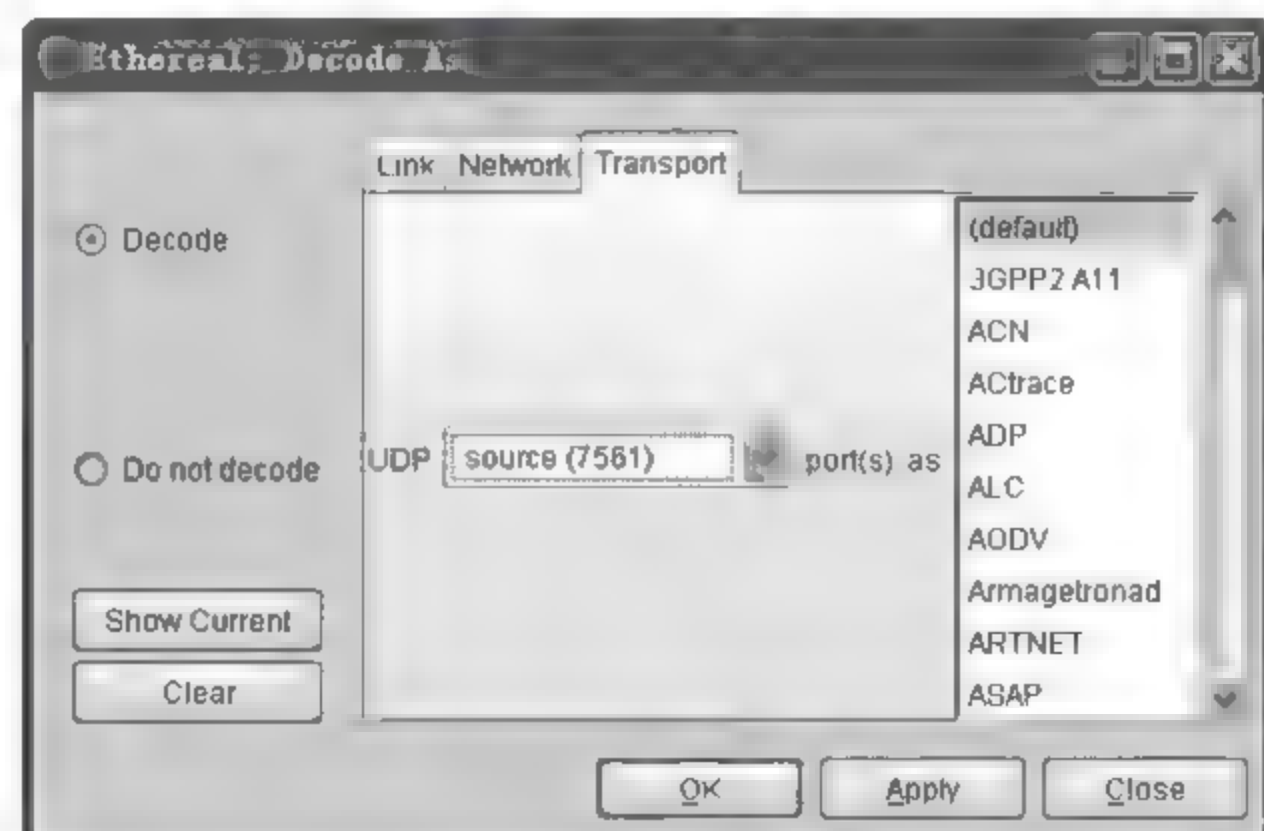 Ethereal: Decode As
Link Network Transport
Decode
Do not decode
Show Current
Clear
UDP source (7561) port(s) as
(default)
3GPP2 A11
ACN
ACtrace
ADP
ALC
AODV
Armagetronad
ARTNET
ASAP
OK Apply Close